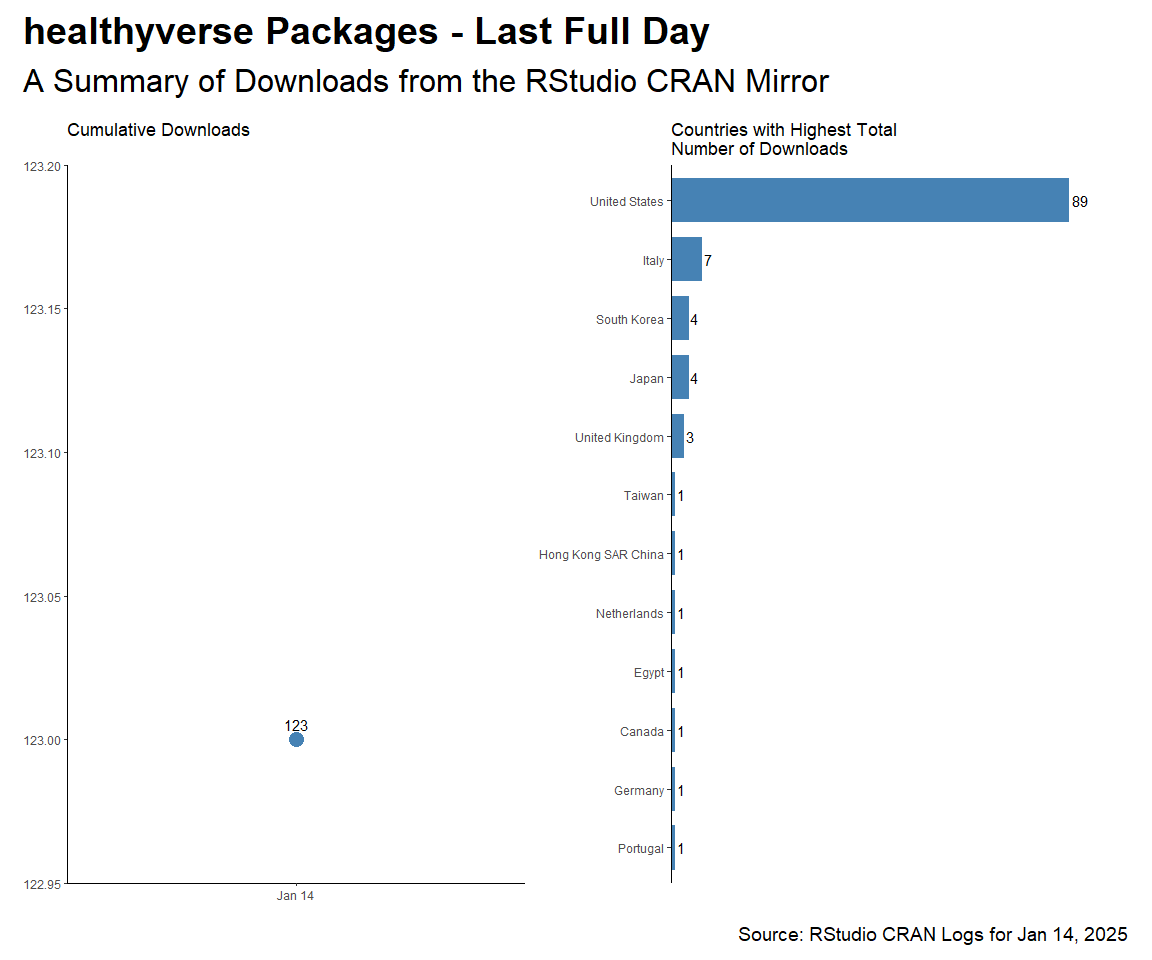 healthyverse Packages - Last Full Day
A Summary of Downloads from the RStudio CRAN Mirror
Cumulative Downloads
123.20
123.15
123.10
123.05
123.00
122.95
123
Jan 14
Countries with Highest Total
Number of Downloads
United States 89
Italy 7
South Korea 4
Japan 4
United Kingdom 3
Taiwan 1
Hong Kong SAR China 1
Netherlands 1
Egypt 1
Canada 1
Germany 1
Portugal 1
Source: RStudio CRAN Logs for Jan 14, 2025